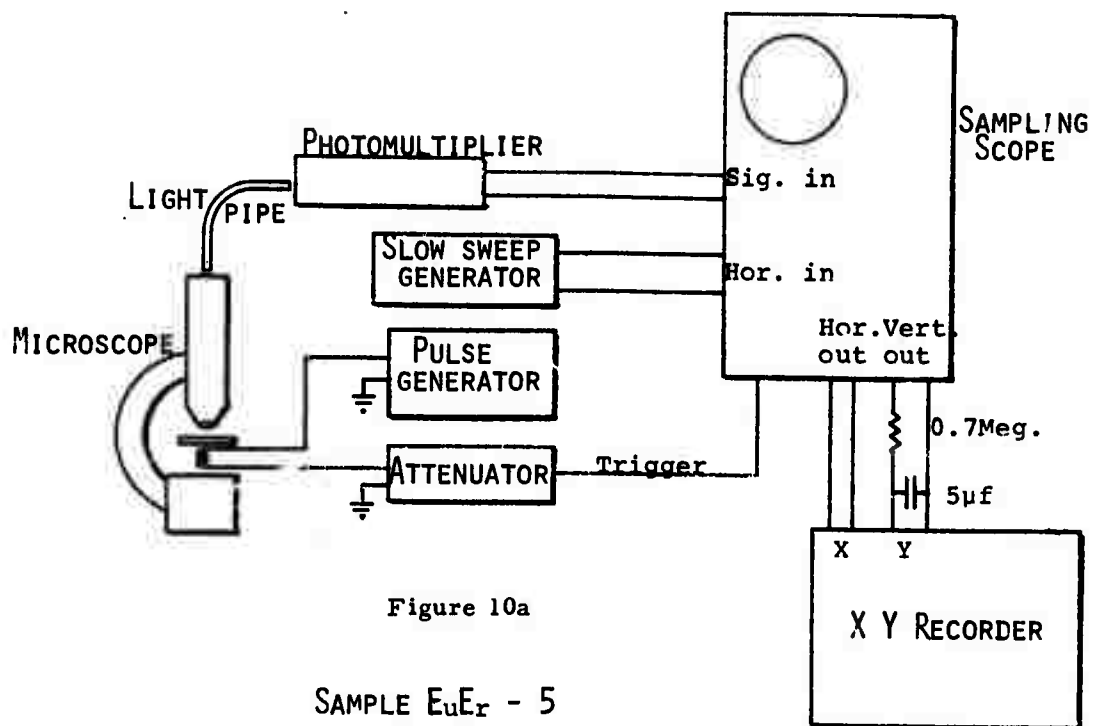 PHOTOMULTIPLIER
LIGHT
PIPE
SAMPLING
SCOPE
Sig. in
SLOW SWEEP
GENERATOR
Hor. in
MICROSCOPE
PULSE
GENERATOR
Hor. Vert.
out out
0.7Meg.
ATTENUATOR
Trigger
5µf
X Y
Figure 10a
X Y RECORDER
SAMPLE EuEr - 5